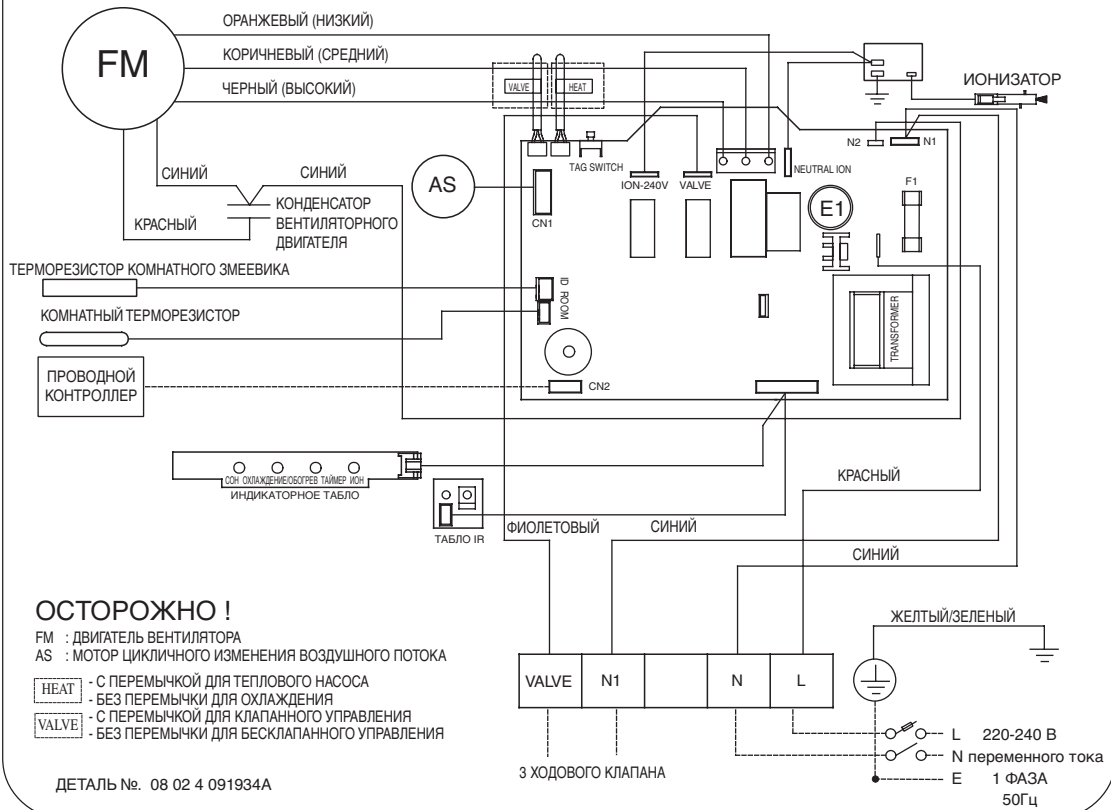 FM
ОРАНЖЕВЫЙ (НИЗКИЙ)
КОРИЧНЕВЫЙ (СРЕДНИЙ)
ЧЕРНЫЙ (ВЫСОКИЙ)
VALVE
HEAT
ИОНИЗАТОР
N2
N1
TAG SWITCH
NEUTRAL ION
СИНИЙ
СИНИЙ
AS
ION-240V
VALVE
F1
КРАСНЫЙ
КОНДЕНСАТОР
ВЕНТИЛЯТОРНОГО
ДВИГАТЕЛЯ
CN1
E1
ТЕРМОРЕЗИСТОР КОМНАТНОГО ЗМЕЕВИКА
ID ROOM
КОМНАТНЫЙ ТЕРМОРЕЗИСТОР
TRANSFORMER
ПРОВОДНОЙ
КОНТРОЛЛЕР
CN2
СОН ОХЛАЖДЕНИЕ/ОБОГРЕВ ТАЙМЕР ИОН
ИНДИКАТОРНОЕ ТАБЛО
КРАСНЫЙ
ТАБЛО IR
ФИОЛЕТОВЫЙ
СИНИЙ
СИНИЙ
ОСТОРОЖНО !
FM : ДВИГАТЕЛЬ ВЕНТИЛЯТОРА
AS : МОТОР ЦИКЛИЧНОГО ИЗМЕНЕНИЯ ВОЗДУШНОГО ПОТОКА
HEAT - С ПЕРЕМЫЧКОЙ ДЛЯ ТЕПЛОВОГО НАСОСА
- БЕЗ ПЕРЕМЫЧКИ ДЛЯ ОХЛАЖДЕНИЯ
VALVE - С ПЕРЕМЫЧКОЙ ДЛЯ КЛАПАННОГО УПРАВЛЕНИЯ
- БЕЗ ПЕРЕМЫЧКИ ДЛЯ БЕСКЛАПАННОГО УПРАВЛЕНИЯ
ЖЕЛТЫЙ/ЗЕЛЕНЫЙ
VALVE N1 N L
3 ХОДОВОГО КЛАПАНА
L 220-240 В
N переменного тока
E 1 ФАЗА
50Гц
ДЕТАЛЬ №. 08 02 4 091934A